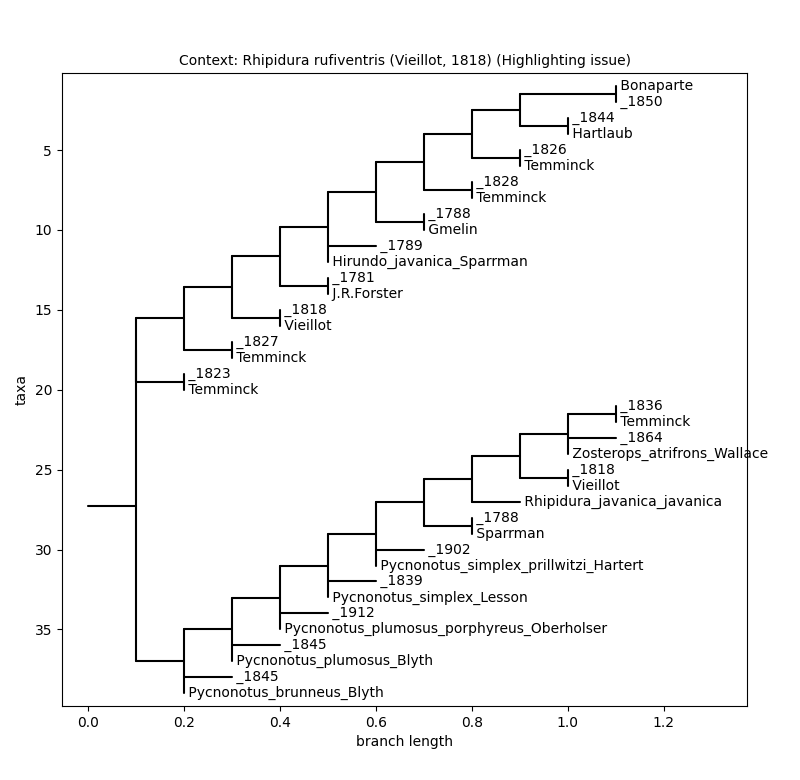 Context: Rhipidura rufiventris (Vieillot, 1818) (Highlighting issue)
Bonaparte
_1850
_1844
Hartlaub
_1826
Temminck
_1828
Temminck
_1788
Gmelin
_1789
Hirundo_javanica_Sparrman
_1781
J.R.Forster
_1818
Vieillot
_1827
Temminck
_1823
Temminck
_1836
Temminck
_1864
Zosterops_atrifrons_Wallace
_1818
Vieillot
Rhipidura_javanica_javanica
_1788
Sparrman
_1902
Pycnonotus_simplex_prillwitzi_Hartert
_1839
Pycnonotus_simplex_Lesson
_1912
Pycnonotus_plumosus_porphyreus_Oberholser
_1845
Pycnonotus_plumosus_Blyth
_1845
Pycnonotus_brunneus_Blyth
5
10
15
20
25
30
35
taxa
0.0 0.2 0.4 0.6 0.8 1.0 1.2
branch length